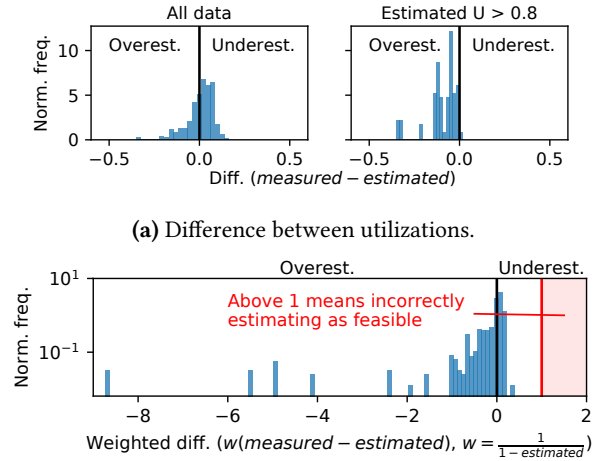 All data
Estimated U > 0.8
Overest. Underest.
Overest. Underest.
Norm. freq.
10
5
0
−0.5 0.0 0.5
−0.5 0.0 0.5
Diff. (measured − estimated)
(a) Difference between utilizations.
Overest. Underest.
Norm. freq.
10¹
10⁻¹
Above 1 means incorrectly
estimating as feasible
−8 −6 −4 −2 0 2
Weighted diff. (w(measured − estimated), w = 1/(1−estimated))